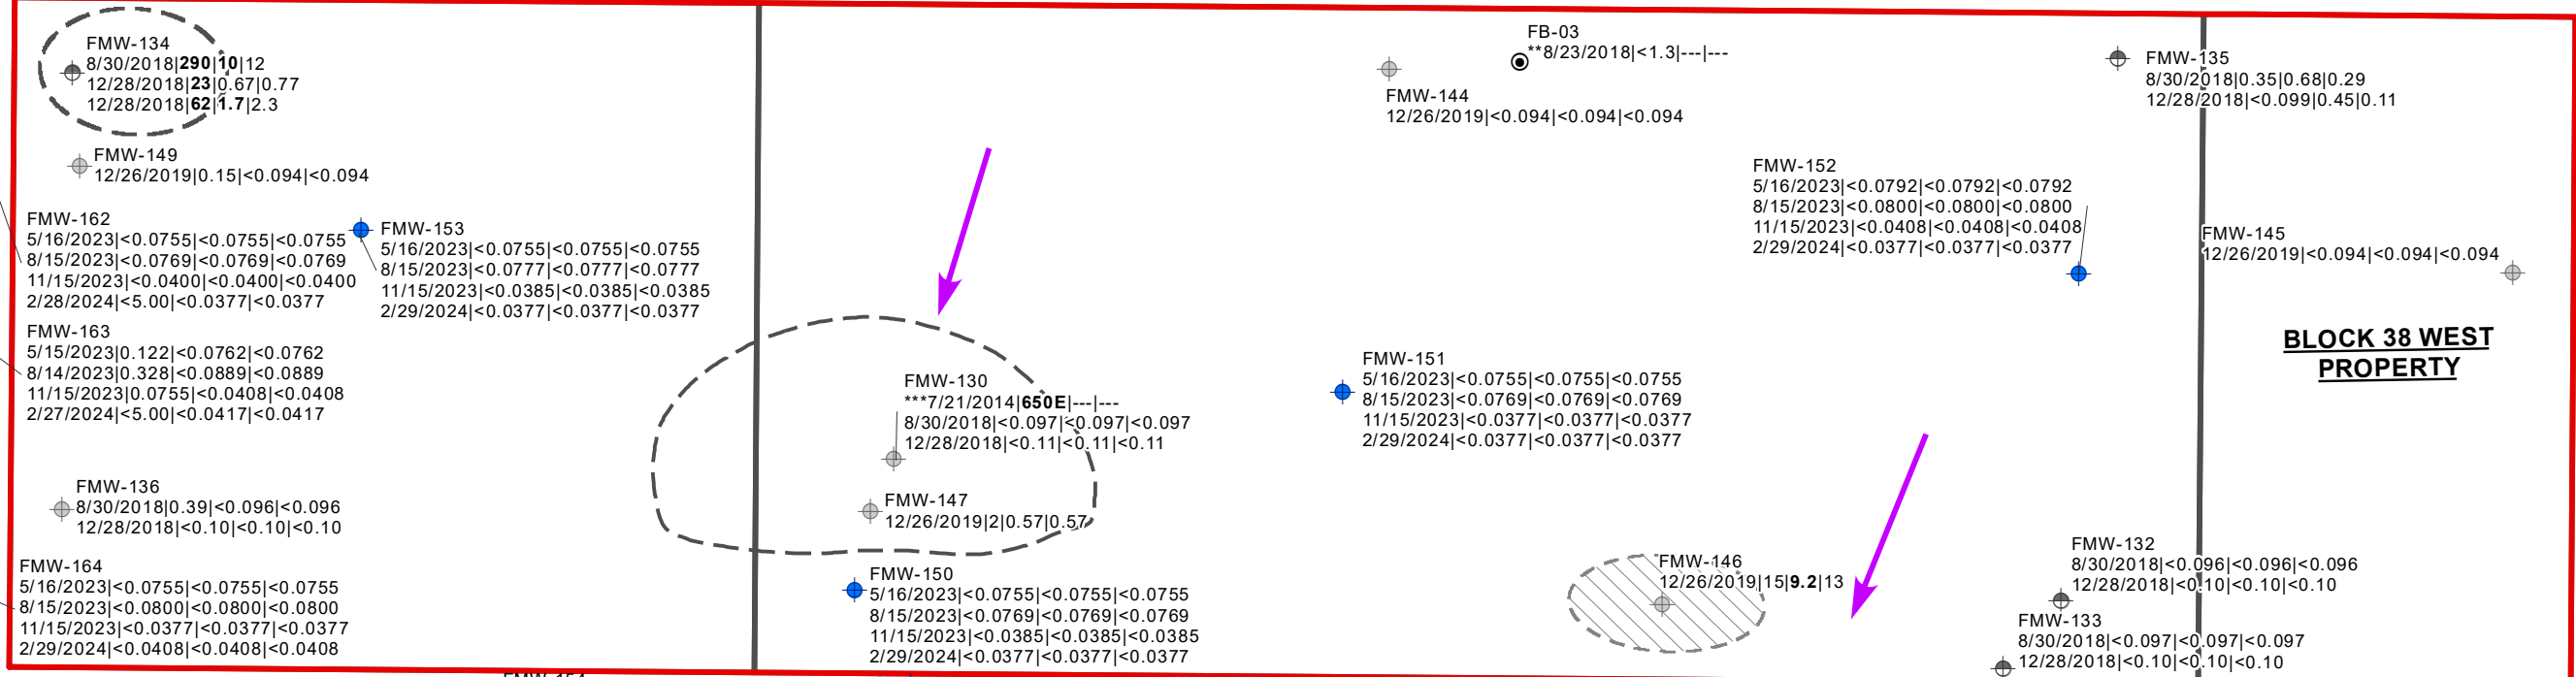 FMW-134
8/30/2018|290|10|12
12/28/2018|23|0.67|0.77
12/28/2018|62|1.7|2.3
FMW-149
12/26/2019|0.15|<0.094|<0.094
FMW-162
5/16/2023|<0.0755|<0.0755|<0.0755
8/15/2023|<0.0769|<0.0769|<0.0769
11/15/2023|<0.0400|<0.0400|<0.0400
2/28/2024|<5.00|<0.0377|<0.0377
FMW-153
5/16/2023|<0.0755|<0.0755|<0.0755
8/15/2023|<0.0777|<0.0777|<0.0777
11/15/2023|<0.0385|<0.0385|<0.0385
2/29/2024|<0.0377|<0.0377|<0.0377
FMW-163
5/15/2023|0.122|<0.0762|<0.0762
8/14/2023|0.328|<0.0889|<0.0889
11/15/2023|0.0755|<0.0408|<0.0408
2/27/2024|<5.00|<0.0417|<0.0417
FMW-136
8/30/2018|0.39|<0.096|<0.096
12/28/2018|<0.10|<0.10|<0.10
FMW-164
5/16/2023|<0.0755|<0.0755|<0.0755
8/15/2023|<0.0800|<0.0800|<0.0800
11/15/2023|<0.0377|<0.0377|<0.0377
2/29/2024|<0.0408|<0.0408|<0.0408
FMW-130
***7/21/2014|650E|---|---
8/30/2018|<0.097|<0.097|<0.097
12/28/2018|<0.11|<0.11|<0.11
FMW-147
12/26/2019|2|0.57|0.57
FMW-150
5/16/2023|<0.0755|<0.0755|<0.0755
8/15/2023|<0.0769|<0.0769|<0.0769
11/15/2023|<0.0385|<0.0385|<0.0385
2/29/2024|<0.0377|<0.0377|<0.0377
FB-03
**8/23/2018|<1.3|---|---
FMW-144
12/26/2019|<0.094|<0.094|<0.094
FMW-151
5/16/2023|<0.0755|<0.0755|<0.0755
8/15/2023|<0.0769|<0.0769|<0.0769
11/15/2023|<0.0377|<0.0377|<0.0377
2/29/2024|<0.0377|<0.0377|<0.0377
FMW-146
12/26/2019|15|9.2|13
FMW-135
8/30/2018|0.35|0.68|0.29
12/28/2018|<0.099|0.45|0.11
FMW-152
5/16/2023|<0.0792|<0.0792|<0.0792
8/15/2023|<0.0800|<0.0800|<0.0800
11/15/2023|<0.0408|<0.0408|<0.0408
2/29/2024|<0.0377|<0.0377|<0.0377
FMW-145
12/26/2019|<0.094|<0.094|<0.094
BLOCK 38 WEST
PROPERTY
FMW-132
8/30/2018|<0.096|<0.096|<0.096
12/28/2018|<0.10|<0.10|<0.10
FMW-133
8/30/2018|<0.097|<0.097|<0.097
12/28/2018|<0.10|<0.10|<0.10